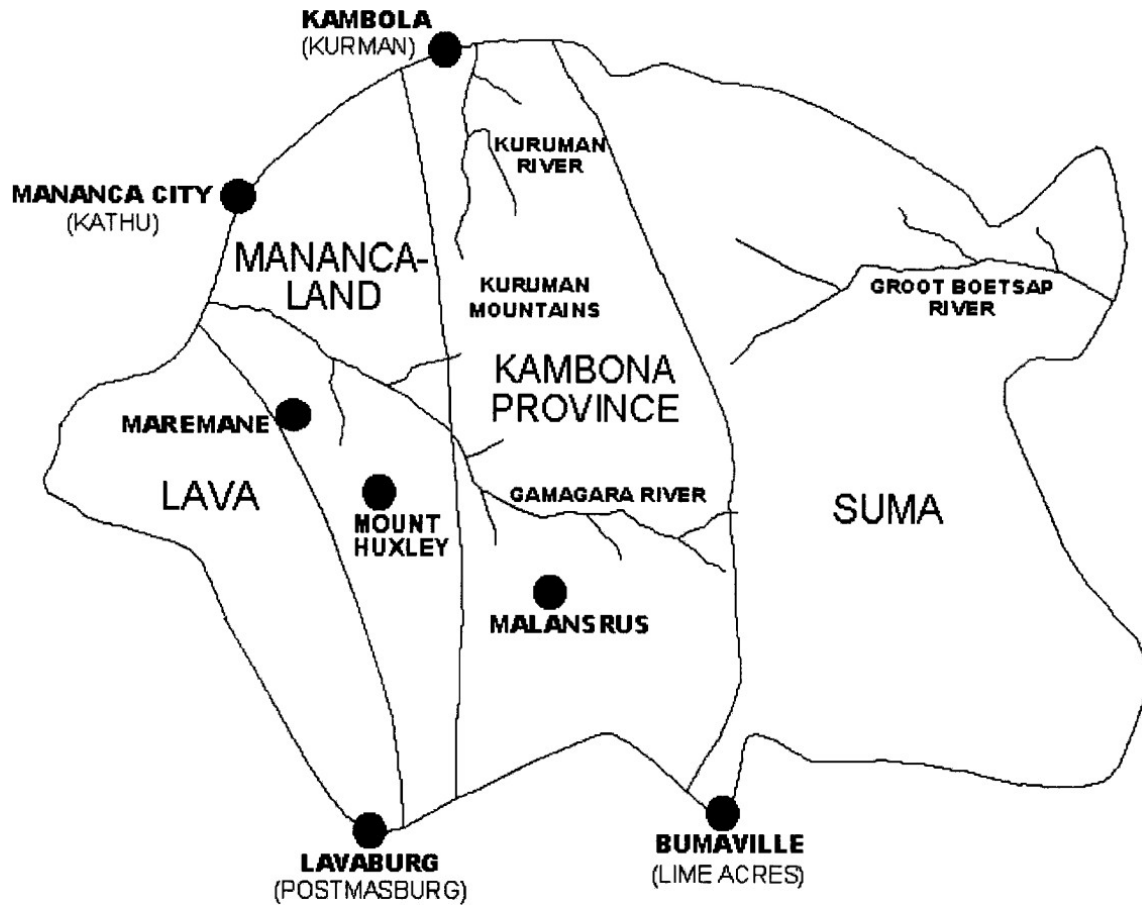 KAMBOLA
(KURMAN)
KURUMAN
RIVER
MANANCA CITY
(KATHU)
MANANCA-
LAND
KURUMAN
MOUNTAINS
GROOT BOETSAP
RIVER
KAMBONA
PROVINCE
MAREMANE
LAVA
GAMAGARA RIVER
SUMA
MOUNT
HUXLEY
MALANSRUS
LAVABURG
(POSTMASBURG)
BUMAVILLE
(LIME ACRES)